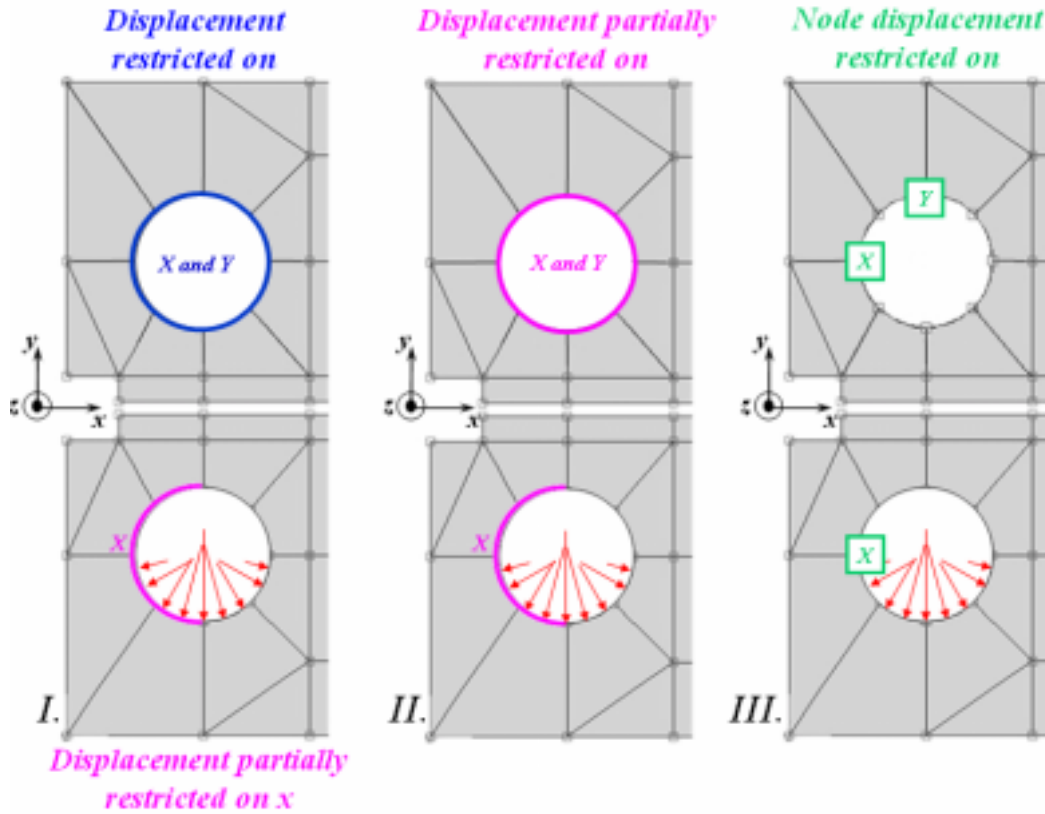 Displacement
restricted on
Displacement partially
restricted on
Node displacement
restricted on
X and Y
X and Y
Y
X
y
z
x
y
z
x
y
z
x
X
X
X
I.
II.
III.
Displacement partially
restricted on x